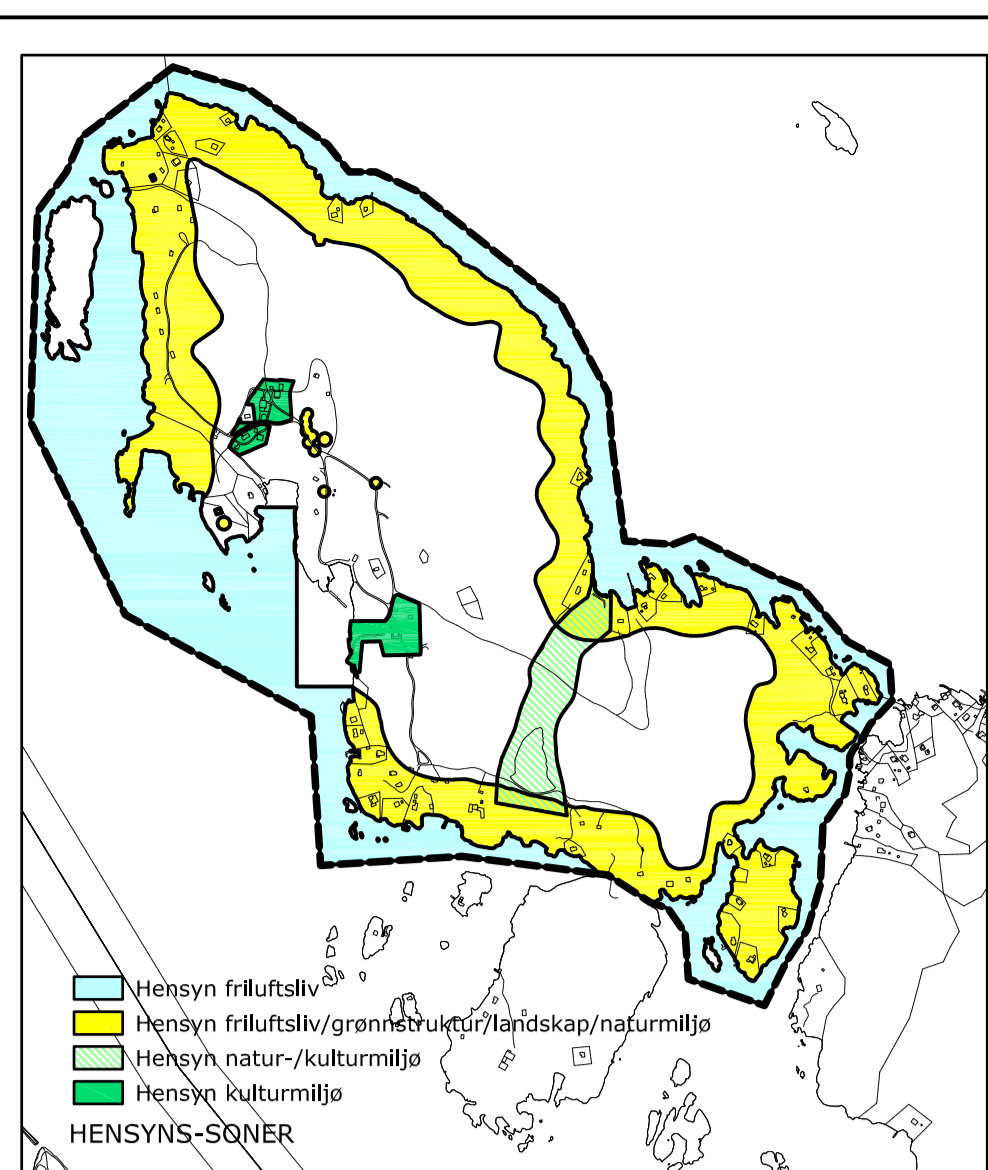 Hensyn friluftsliv
Hensyn friluftsliv/grønnstruktur/landskap/naturmiljø
Hensyn natur-/kulturmiljø
Hensyn kulturmiljø
HENSYNS-SONER